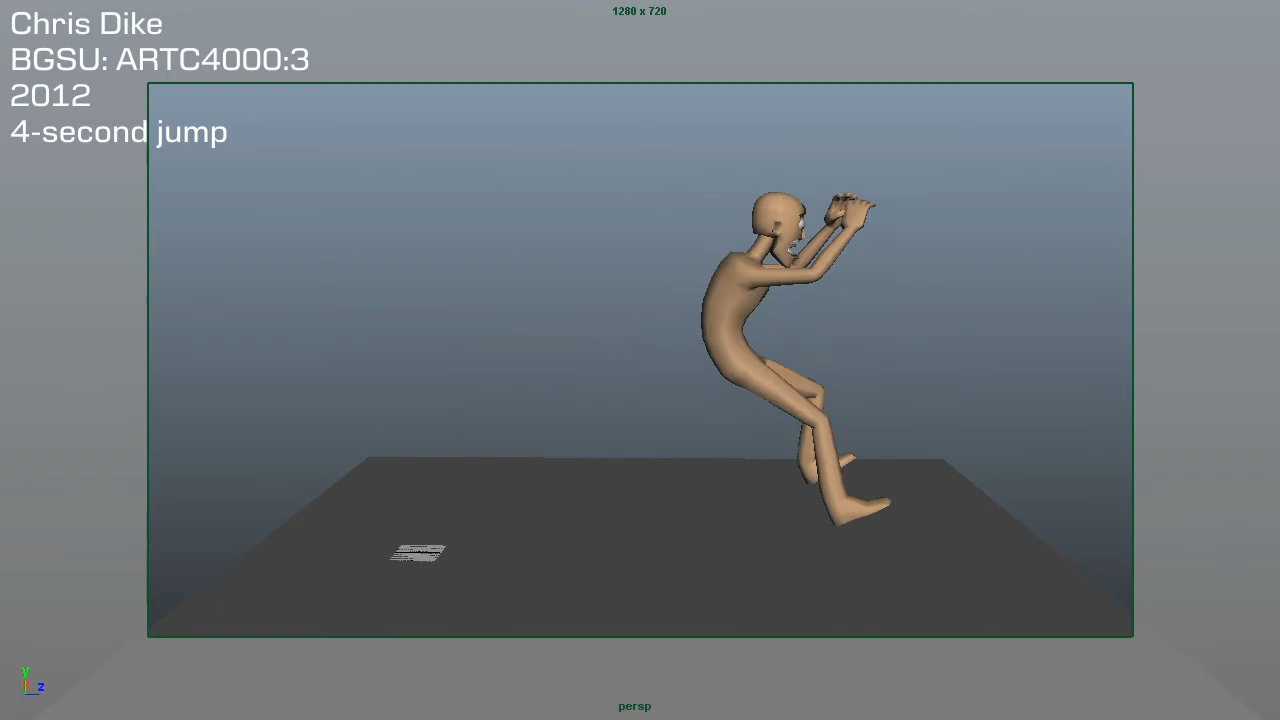 Chris Dike
BGSU: ARTC4000:3
2012
4-second jump
1280 x 720
y
z
persp